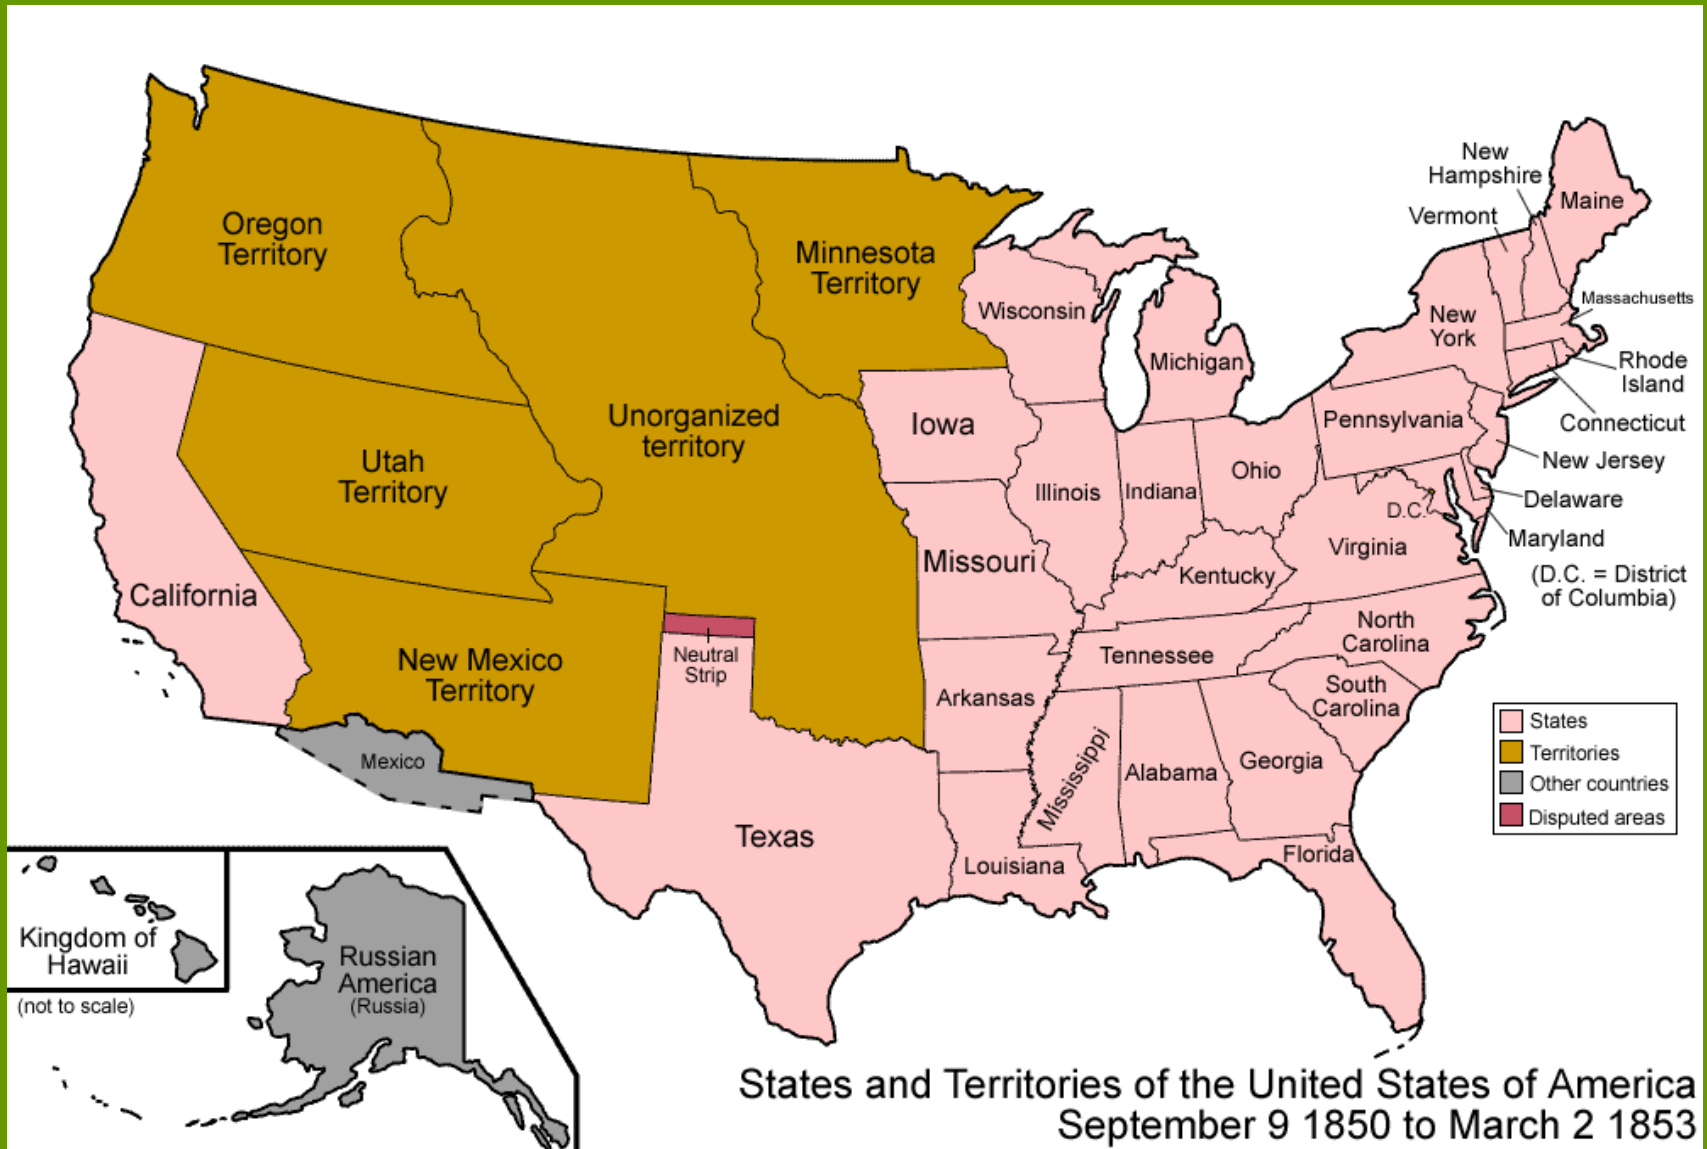 New
Hampshire
Vermont
Maine
Massachusetts
Oregon
Territory
Minnesota
Territory
Wisconsin
Michigan
New
York
Rhode
Island
Connecticut
Pennsylvania
New Jersey
Delaware
Maryland
(D.C. = District
of Columbia)
D.C.
Unorganized
territory
Iowa
Illinois
Indiana
Ohio
Utah
Territory
Missouri
Kentucky
Virginia
California
New Mexico
Territory
Neutral
Strip
Tennessee
North
Carolina
Arkansas
South
Carolina
Mexico
Mississippi
Alabama
Georgia
Texas
Louisiana
Florida
States
Territories
Other countries
Disputed areas
Kingdom of
Hawaii
(not to scale)
Russian
America
(Russia)
States and Territories of the United States of America
September 9 1850 to March 2 1853